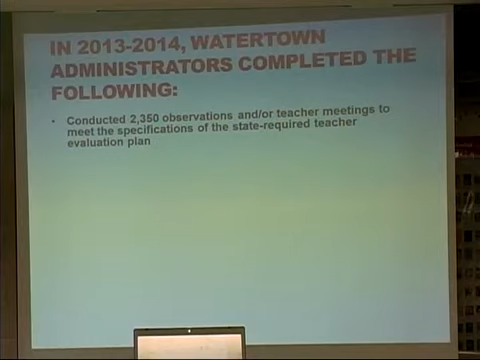 IN 2013-2014, WATERTOWN
ADMINISTRATORS COMPLETED THE
FOLLOWING:
• Conducted 2,350 observations and/or teacher meetings to
meet the specifications of the state-required teacher
evaluation plan